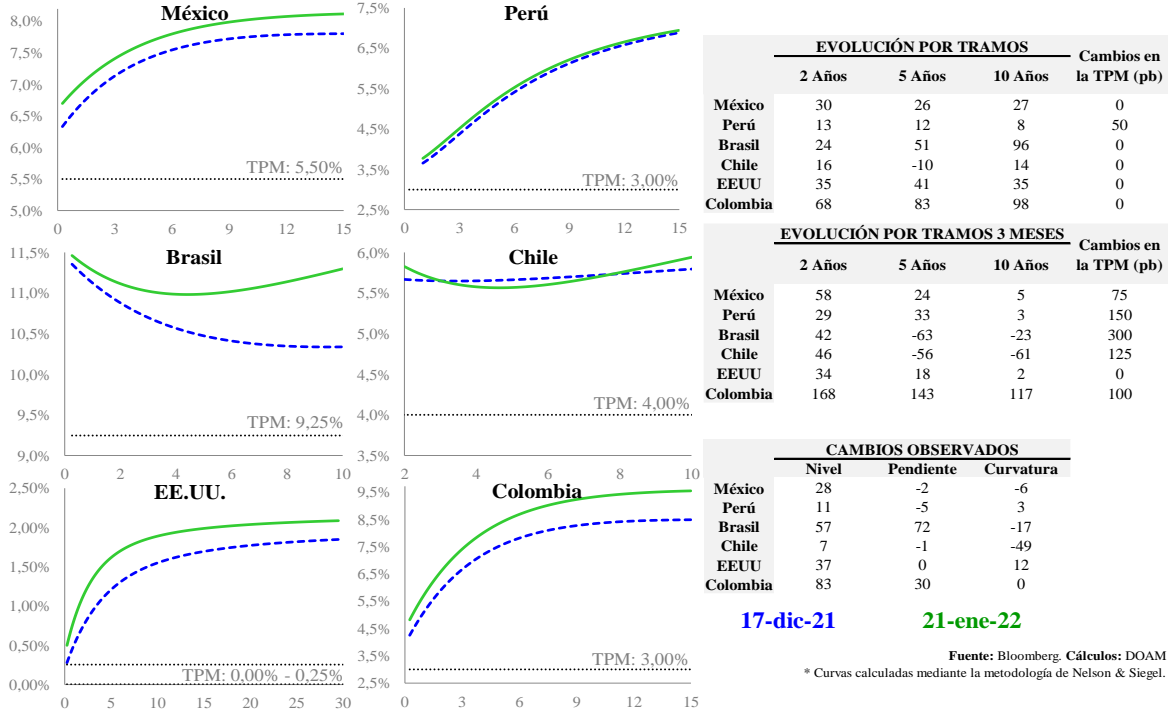 México
8,0%
7,5%
7,0%
6,5%
6,0%
5,5%
5,0%
TPM: 5,50%
0 3 6 9 12 15
Perú
7,5%
6,5%
5,5%
4,5%
3,5%
2,5%
TPM: 3,00%
0 3 6 9 12 15
Brasil
11,5%
11,0%
10,5%
10,0%
9,5%
9,0%
TPM: 9,25%
0 2 4 6 8 10
Chile
6,0%
5,5%
5,0%
4,5%
4,0%
3,5%
TPM: 4,00%
2 4 6 8 10
EE.UU.
2,50%
2,00%
1,50%
1,00%
0,50%
0,00%
TPM: 0,00% - 0,25%
0 5 10 15 20 25 30
Colombia
9,5%
8,5%
7,5%
6,5%
5,5%
4,5%
3,5%
2,5%
TPM: 3,00%
0 3 6 9 12 15
EVOLUCIÓN POR TRAMOS Cambios en
2 Años 5 Años 10 Años la TPM (pb)
México 30 26 27 0
Perú 13 12 8 50
Brasil 24 51 96 0
Chile 16 -10 14 0
EEUU 35 41 35 0
Colombia 68 83 98 0
EVOLUCIÓN POR TRAMOS 3 MESES Cambios en
2 Años 5 Años 10 Años la TPM (pb)
México 58 24 5 75
Perú 29 33 3 150
Brasil 42 -63 -23 300
Chile 46 -56 -61 125
EEUU 34 18 2 0
Colombia 168 143 117 100
CAMBIOS OBSERVADOS
Nivel Pendiente Curvatura
México 28 -2 -6
Perú 11 -5 3
Brasil 57 72 -17
Chile 7 -1 -49
EEUU 37 0 12
Colombia 83 30 0
17-dic-21 21-ene-22
Fuente: Bloomberg. Cálculos: DOAM
* Curvas calculadas mediante la metodología de Nelson & Siegel.